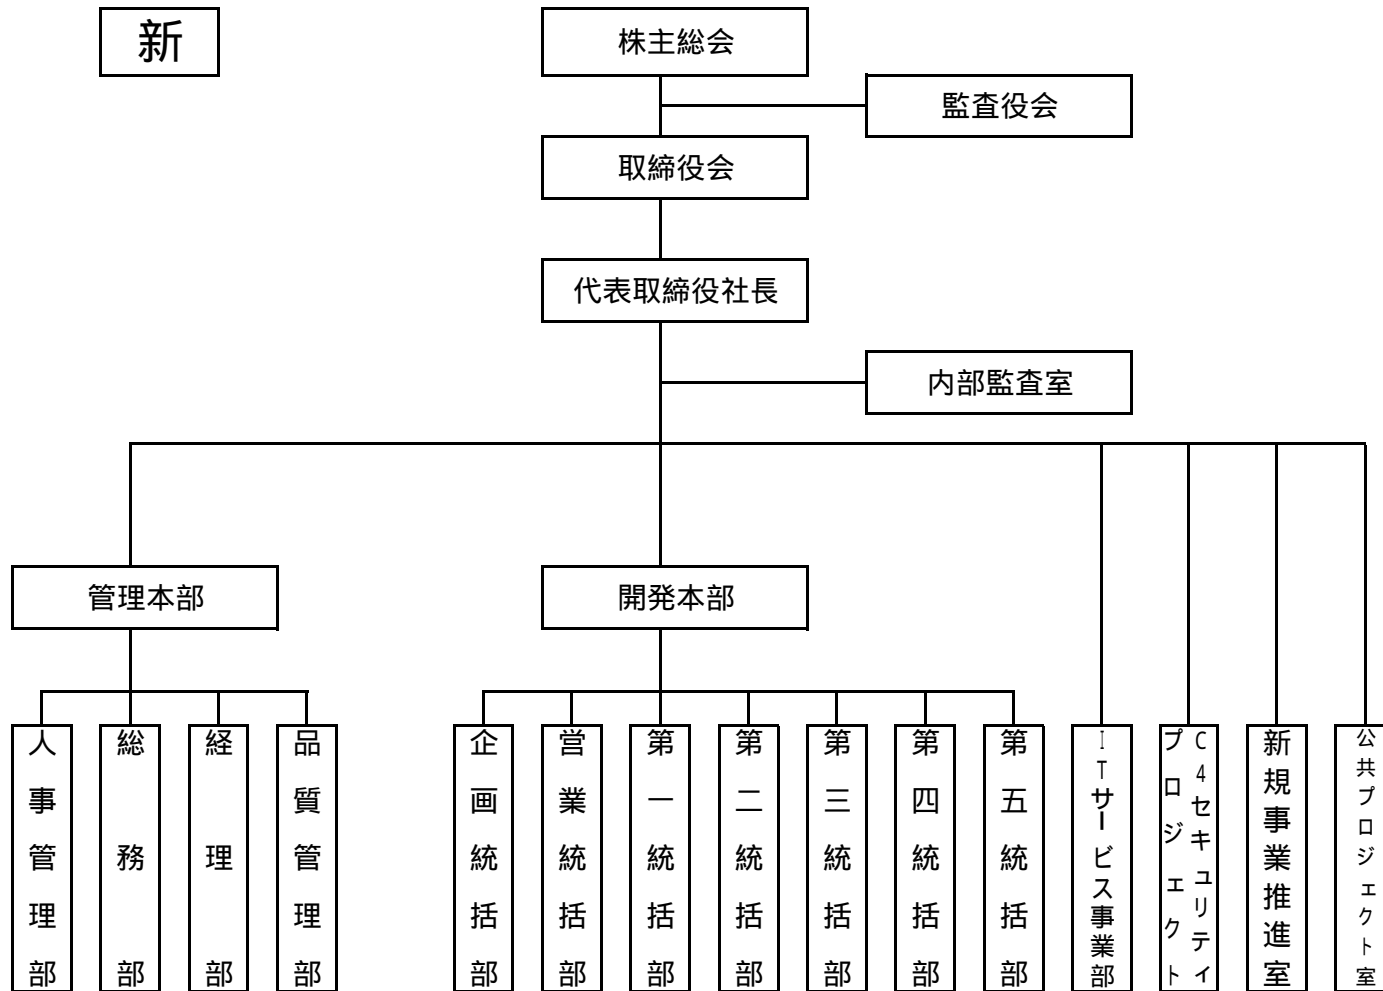 新
株主総会
監査役会
取締役会
代表取締役社長
内部監査室
管理本部
開発本部
人事管理部
総務部
経理部
品質管理部
企画統括部
営業統括部
第一統括部
第二統括部
第三統括部
第四統括部
第五統括部
ITサービス事業部
C4セキュリティ
プロジェクト
新規事業推進室
公共プロジェクト室